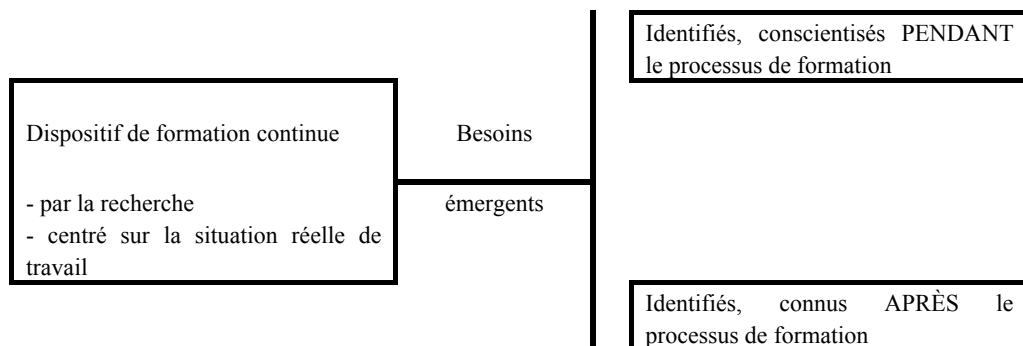 Identifiés, conscientisés PENDANT
le processus de formation
Dispositif de formation continue
Besoins
- par la recherche
émergents
- centré sur la situation réelle de
travail
Identifiés, connus APRÈS le
processus de formation